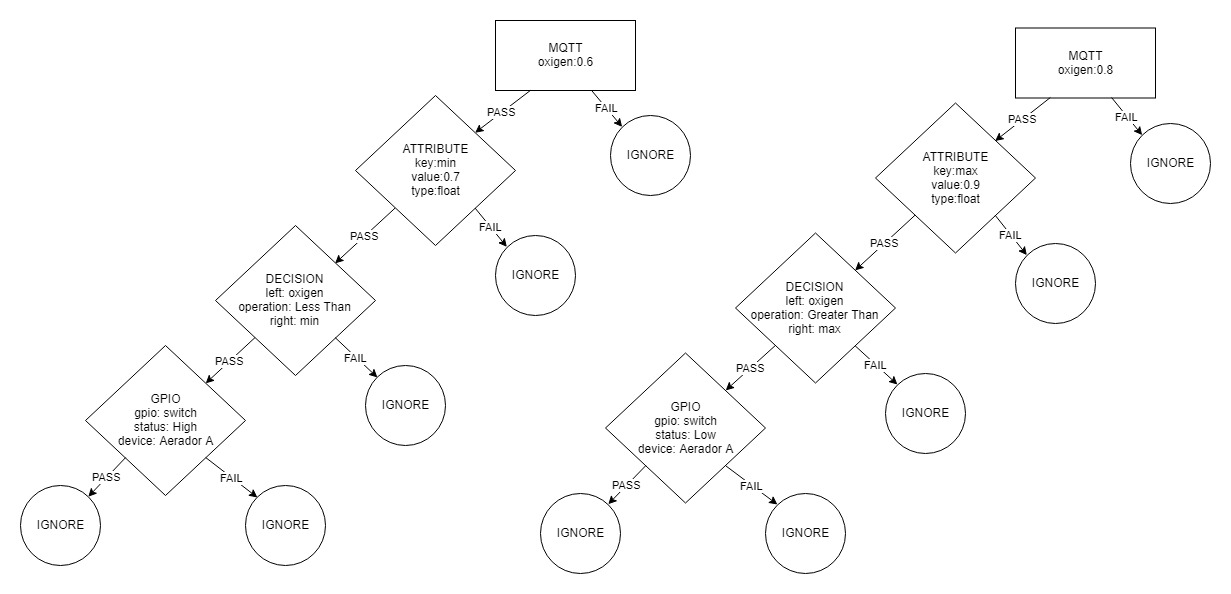 MQTT
oxigen:0.6
PASS
FAIL
IGNORE
ATTRIBUTE
key:min
value:0.7
type:float
PASS
FAIL
IGNORE
DECISION
left: oxigen
operation: Less Than
right: min
PASS
FAIL
IGNORE
GPIO
gpio: switch
status: High
device: Aerador A
PASS
FAIL
IGNORE
IGNORE
MQTT
oxigen:0.8
PASS
FAIL
IGNORE
ATTRIBUTE
key:max
value:0.9
type:float
PASS
FAIL
IGNORE
DECISION
left: oxigen
operation: Greater Than
right: max
PASS
FAIL
IGNORE
GPIO
gpio: switch
status: Low
device: Aerador A
PASS
FAIL
IGNORE
IGNORE